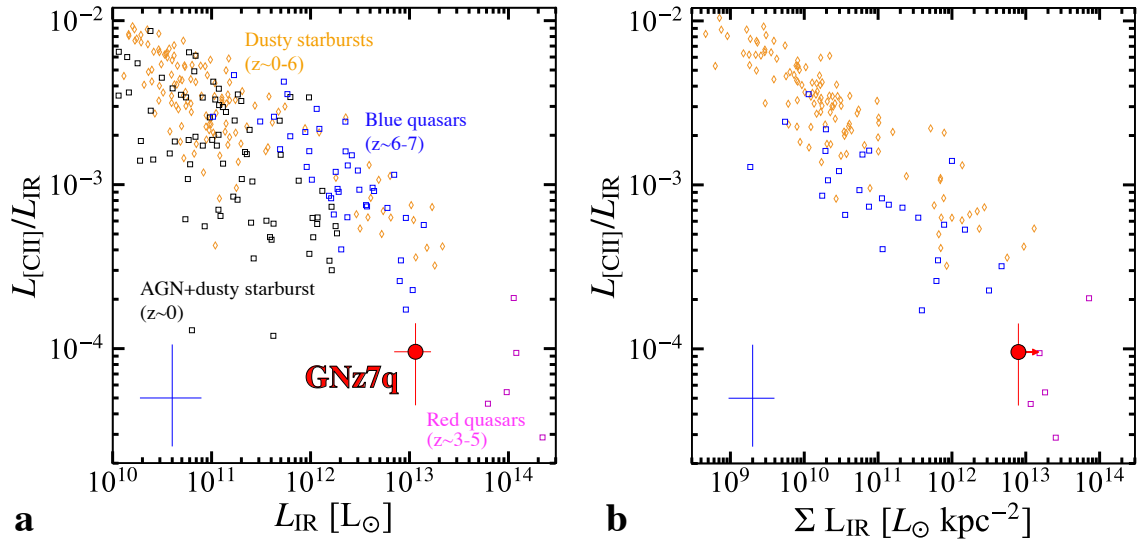 10⁻²
10⁻³
10⁻⁴
L[CII]/LIR
Dusty starbursts
(z~0-6)
Blue quasars
(z~6-7)
AGN+dusty starburst
(z~0)
GNz7q
Red quasars
(z~3-5)
10¹⁰ 10¹¹ 10¹² 10¹³ 10¹⁴
LIR [L⊙]
a
10⁻²
10⁻³
10⁻⁴
L[CII]/LIR
10⁹ 10¹⁰ 10¹¹ 10¹² 10¹³ 10¹⁴
Σ LIR [L⊙ kpc⁻²]
b